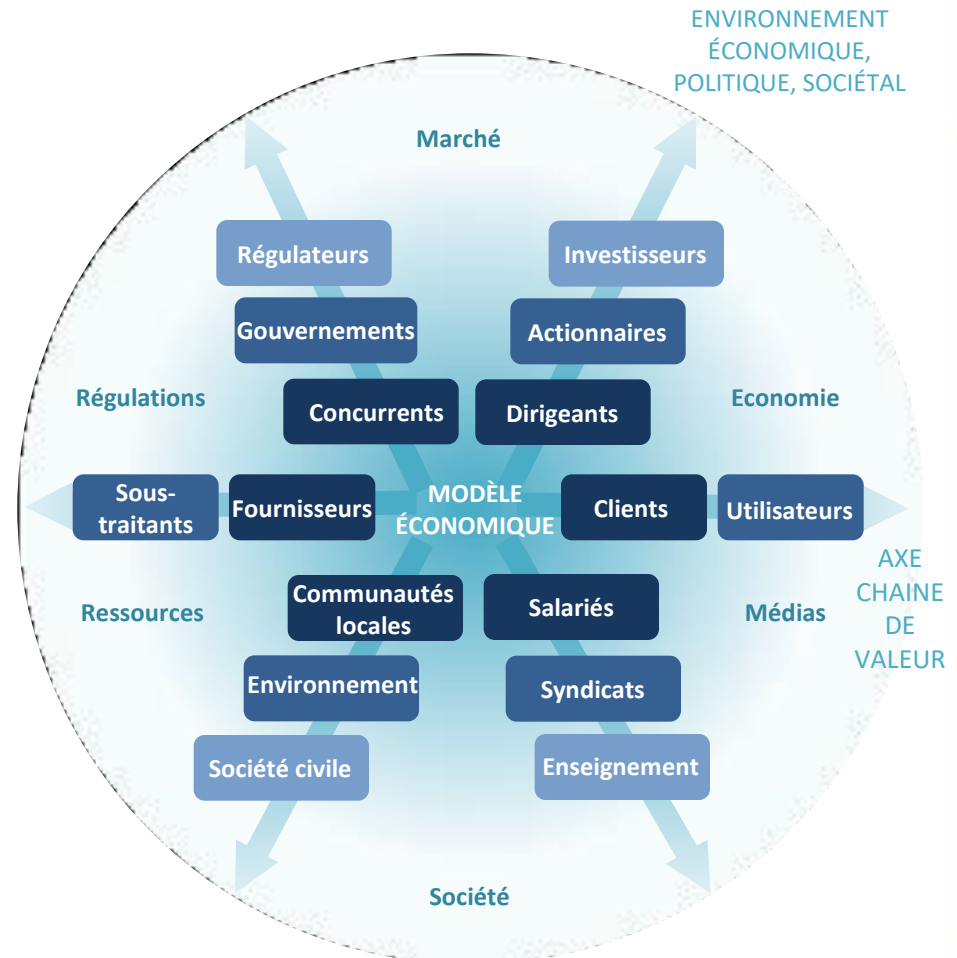 ENVIRONNEMENT
ÉCONOMIQUE,
POLITIQUE, SOCIÉTAL
Marché
Régulateurs
Investisseurs
Gouvernements
Actionnaires
Régulations
Concurrents
Dirigeants
Economie
Sous-
traitants
Fournisseurs
MODÈLE
ÉCONOMIQUE
Clients
Utilisateurs
AXE
CHAINE
DE
VALEUR
Ressources
Communautés
locales
Salariés
Médias
Environnement
Syndicats
Société civile
Enseignement
Société